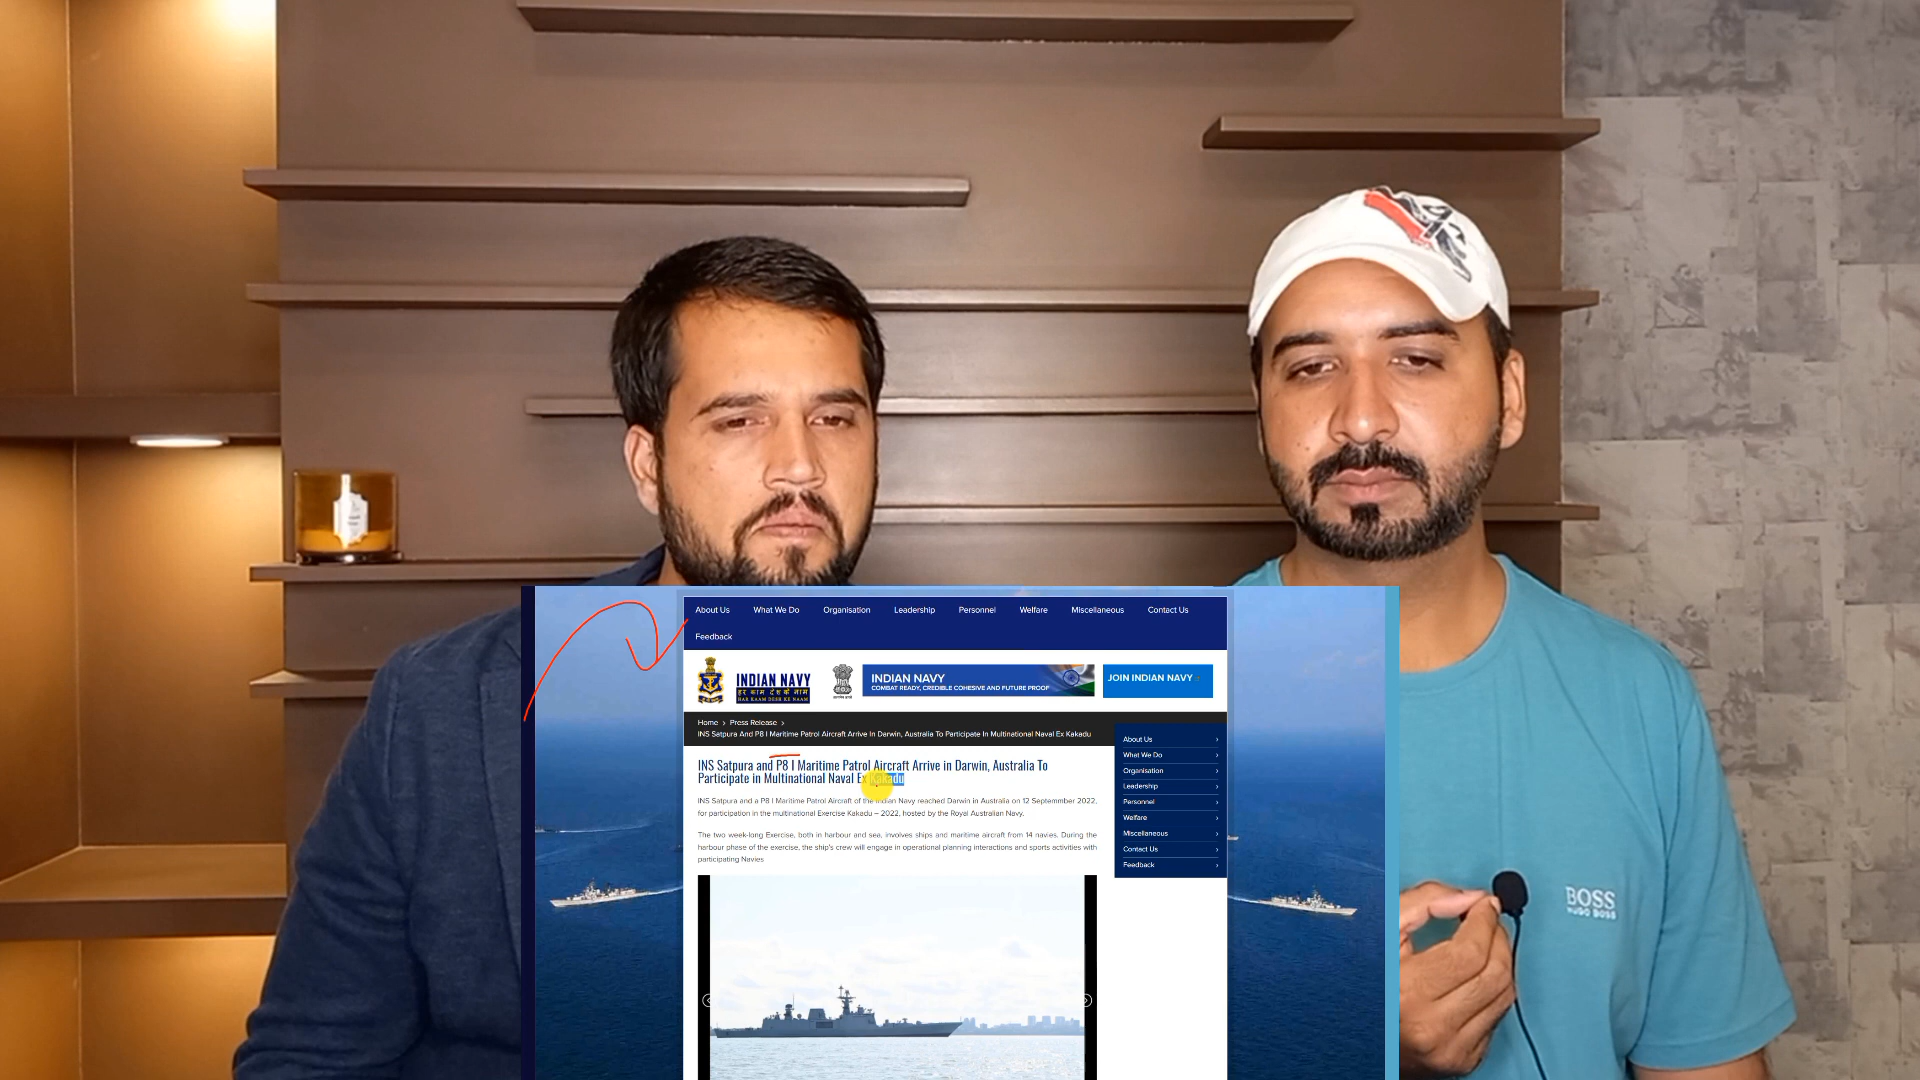 About Us What We Do Organisation Leadership Personnel Welfare Miscellaneous Contact Us
Feedback
INDIAN NAVY
हर काम देश के नाम
HAR KAAM DESH KE NAAM
INDIAN NAVY
COMBAT READY, CREDIBLE COHESIVE AND FUTURE PROOF
JOIN INDIAN NAVY
Home > Press Release >
INS Satpura And P8 I Maritime Patrol Aircraft Arrive In Darwin, Australia To Participate In Multinational Naval Ex Kakadu
INS Satpura and P8 I Maritime Patrol Aircraft Arrive in Darwin, Australia To
Participate in Multinational Naval Ex Kakadu
INS Satpura and a P8 I Maritime Patrol Aircraft of the Indian Navy reached Darwin in Australia on 12 Septemmber 2022,
for participation in the multinational Exercise Kakadu – 2022, hosted by the Royal Australian Navy.
The two week-long Exercise, both in harbour and sea, involves ships and maritime aircraft from 14 navies. During the
harbour phase of the exercise, the ship's crew will engage in operational planning interactions and sports activities with
participating Navies
About Us >
What We Do >
Organisation >
Leadership >
Personnel >
Welfare >
Miscellaneous >
Contact Us >
Feedback >
BOSS
HUGO BOSS